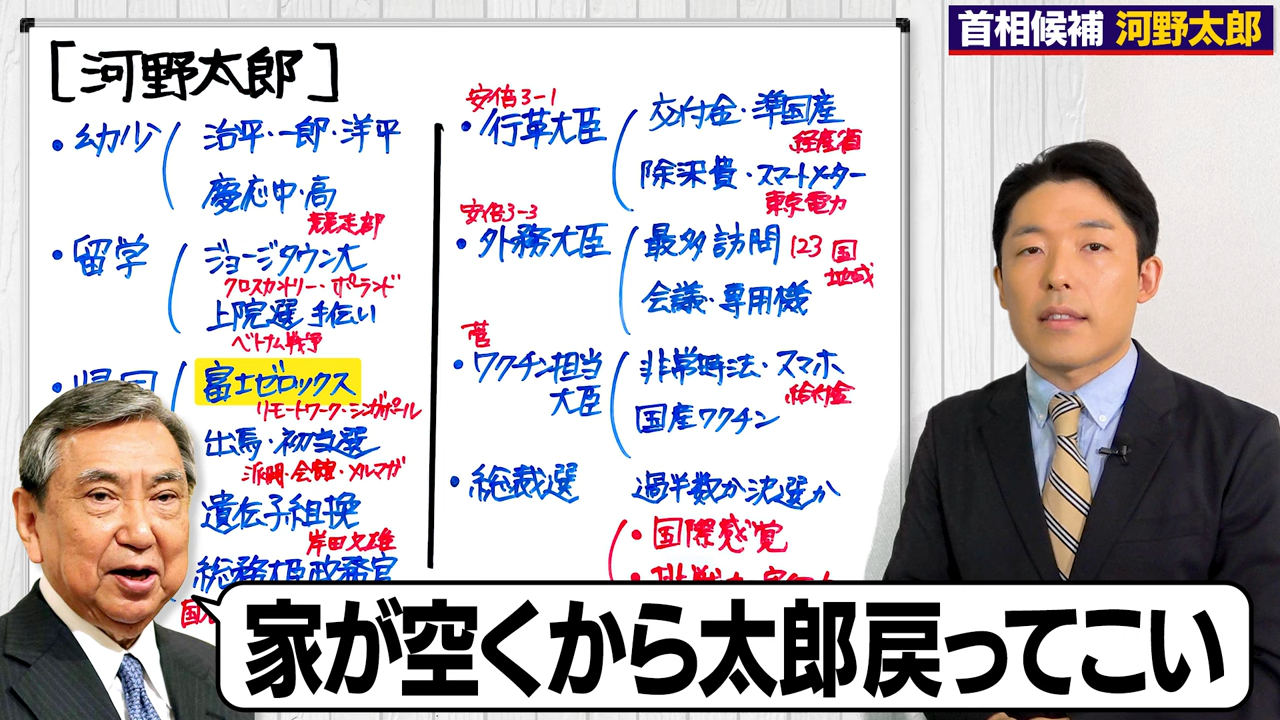 首相候補 河野太郎
[河野太郎]
・幼少
治平・一郎・洋平
慶応中・高
競走部
・留学
ジョージタウン大
クロスカントリー・ポーランド
上院選手伝い
ベトナム戦争
・帰国
富士ゼロックス
リモートワーク・シンガポール
出馬・初当選
派閥・会館・メルマガ
遺伝子組換
岸田文雄
総務大臣政務官
安倍3-1
・行革大臣
交付金・準国産
経産省
除染費・スマートメーター
東京電力
安倍3-3
・外務大臣
最多訪問 123国
地域
会議・専用機
菅
・ワクチン担当
大臣
非常時法・スマホ
給付金
国産ワクチン
・総裁選
過半数か決選か
・国際感覚
家が空くから太郎戻ってこい